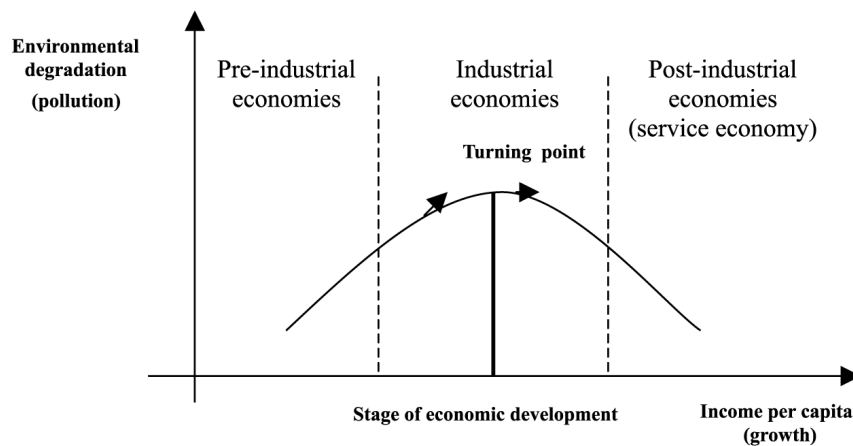 Environmental
degradation
(pollution)
Pre-industrial
economies
Industrial
economies
Post-industrial
economies
(service economy)
Turning point
Stage of economic development
Income per capita
(growth)